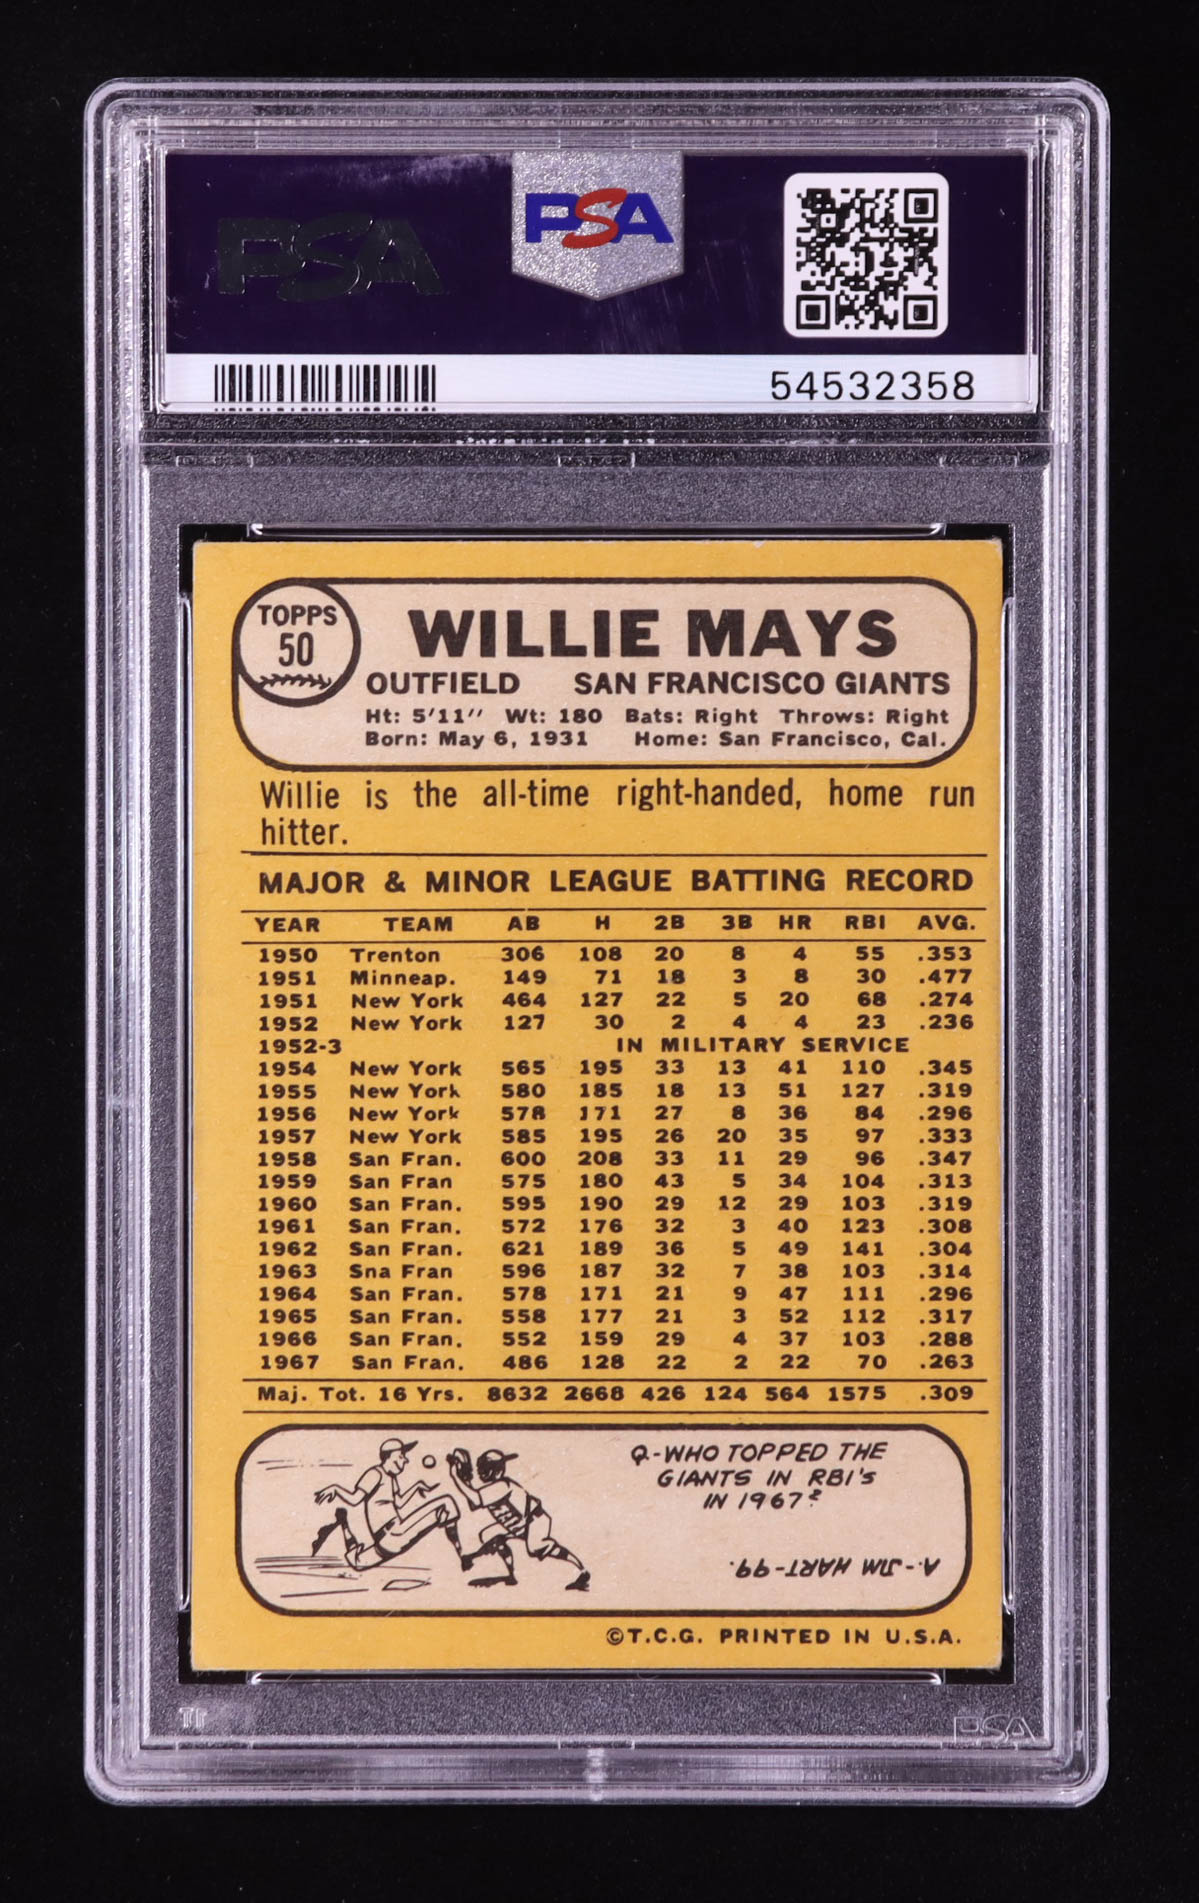 PSA
PSA
54532358
TOPPS
50
WILLIE MAYS
OUTFIELD SAN FRANCISCO GIANTS
Ht: 5'11" Wt: 180 Bats: Right Throws: Right
Born: May 6, 1931 Home: San Francisco, Cal.
Willie is the all-time right-handed, home run
hitter.
MAJOR & MINOR LEAGUE BATTING RECORD
YEAR TEAM AB H 2B 3B HR RBI AVG.
1950 Trenton 306 108 20 8 4 55 .353
1951 Minneap. 149 71 18 3 8 30 .477
1951 New York 464 127 22 5 20 68 .274
1952 New York 127 30 2 4 4 23 .236
1952-3 IN MILITARY SERVICE
1954 New York 565 195 33 13 41 110 .345
1955 New York 580 185 18 13 51 127 .319
1956 New York 578 171 27 8 36 84 .296
1957 New York 585 195 26 20 35 97 .333
1958 San Fran. 600 208 33 11 29 96 .347
1959 San Fran 575 180 43 5 34 104 .313
1960 San Fran. 595 190 29 12 29 103 .319
1961 San Fran. 572 176 32 3 40 123 .308
1962 San Fran. 621 189 36 5 49 141 .304
1963 Sna Fran 596 187 32 7 38 103 .314
1964 San Fran. 578 171 21 9 47 111 .296
1965 San Fran. 558 177 21 3 52 112 .317
1966 San Fran. 552 159 29 4 37 103 .288
1967 San Fran. 486 128 22 2 22 70 .263
Maj. Tot. 16 Yrs. 8632 2668 426 124 564 1575 .309
Q-WHO TOPPED THE
GIANTS IN RBI's
IN 1967?
A-JIM HART-99.
©T.C.G. PRINTED IN U.S.A.
PSA